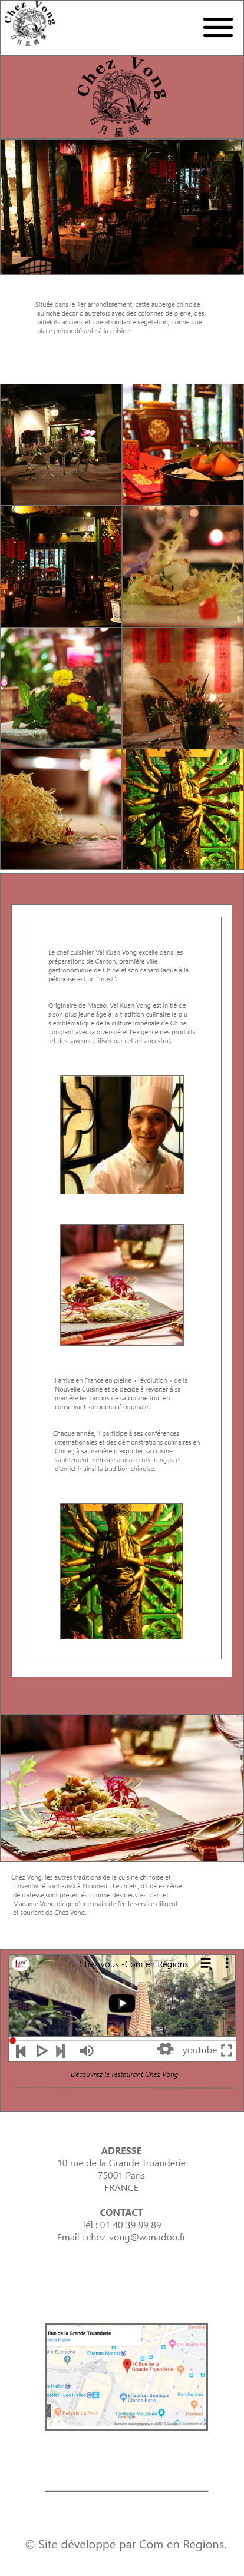 Chez Vong
Chez Vong
日月星酒家
Située dans le 1er arrondissement, cette auberge chinoise
au riche décor d'autrefois avec des colonnes de pierre, des
bibelots anciens et une abondante végétation, donne une
place prépondérante à la cuisine
Le chef cuisinier Vai Kuan Vong excelle dans les
préparations de Canton, première ville
gastronomique de Chine et son canard laqué à la
pékinoise est un "must".
Originaire de Macao, Vai Kuan Vong est initié dé
s son plus jeune âge à la tradition culinaire la plu
s emblématique de la culture impériale de Chine,
jonglant avec la diversité et l'exigence des produits
et des saveurs utilisés par cet art ancestral.
Il arrive en France en pleine « révolution » de la
Nouvelle Cuisine et se décide à revisiter à sa
manière les canons de sa cuisine tout en
conservant son identité originale.
Chaque année, il participe à ses conférences
internationales et des démonstrations culinaires en
Chine ; à sa manière d'exporter sa cuisine
subtilement métissée aux accents français et
d'enrichir ainsi la tradition chinoise.
Chez Vong, les autres traditions de la cuisine chinoise et
l'inventivité sont aussi à l'honneur. Les mets, d'une extrême
délicatesse,sont présentés comme des oeuvres d'art et
Madame Vong dirige d'une main de fée le service diligent
et souriant de Chez Vong.
Chez vous -Com en Régions
youtube
Découvrez le restaurant Chez Vong
ADRESSE
10 rue de la Grande Truanderie
75001 Paris
FRANCE
CONTACT
Tél : 01 40 39 99 89
Email : chez-vong@wanadoo.fr
Rue de la Grande Truanderie
Etienne Marcel
10 Rue de la
Grande Truanderie
El Badia - Boutique
Chicha Paris
Rambuteau
Fontaine Maubuée
Google
© Site développé par Com en Régions.